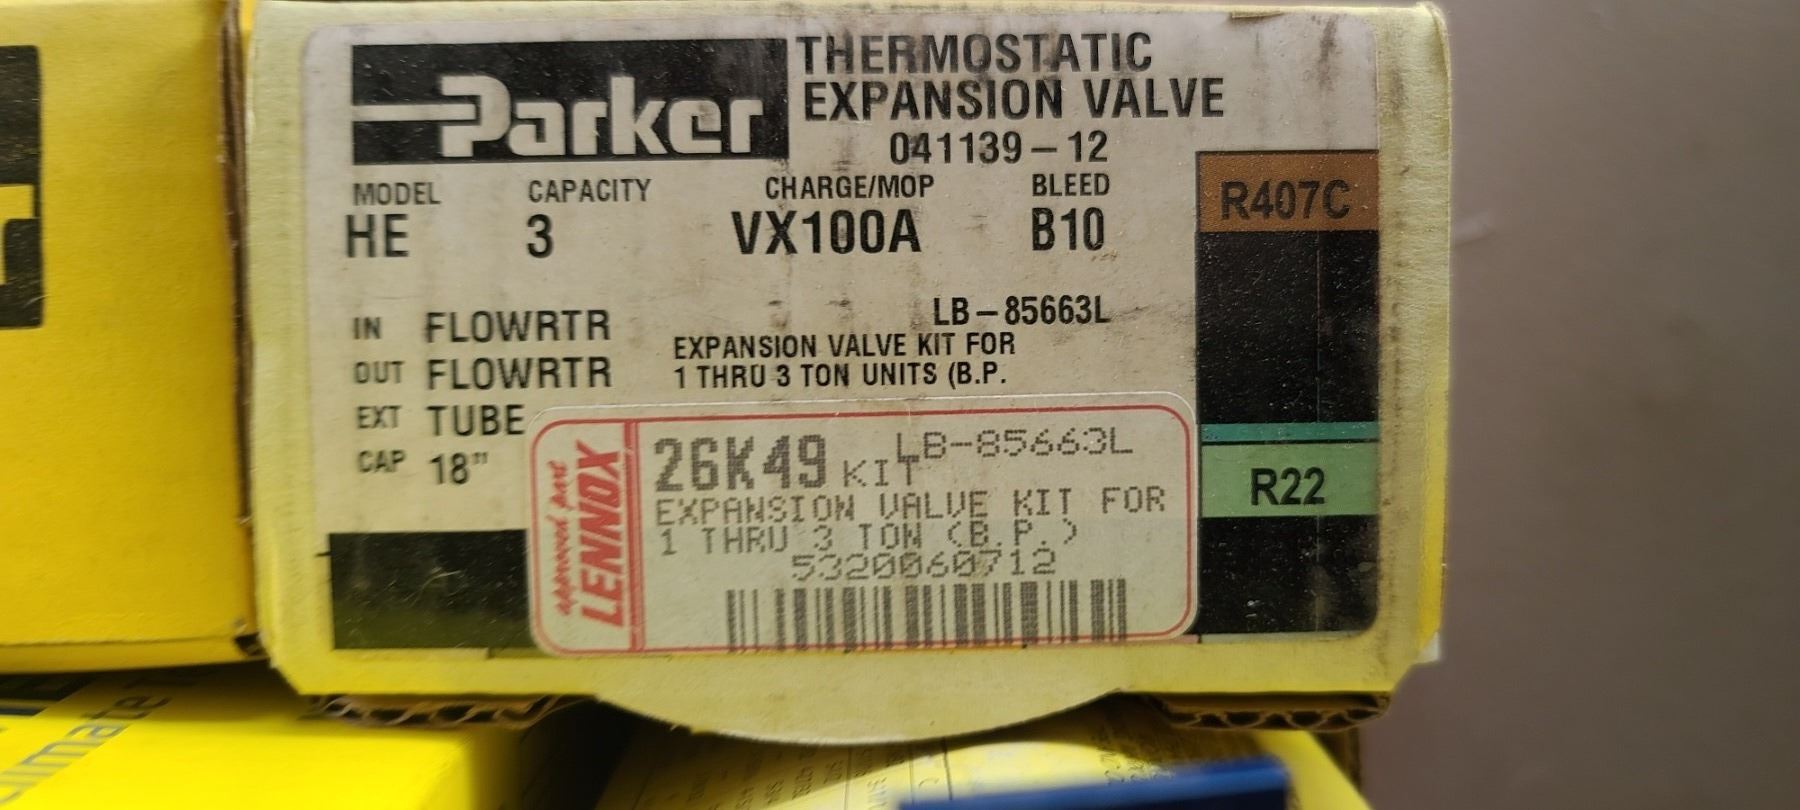 Parker
THERMOSTATIC
EXPANSION VALVE
041139-12
MODEL CAPACITY CHARGE/MOP BLEED
HE 3 VX100A B10
R407C
IN FLOWRTR
OUT FLOWRTR
EXT TUBE
CAP 18"
LB-85663L
EXPANSION VALVE KIT FOR
1 THRU 3 TON UNITS (B.P.
R22
approved part
LENNOX
26K49 KIT LB-85663L
EXPANSION VALVE KIT FOR
1 THRU 3 TON (B.P.)
5320060712